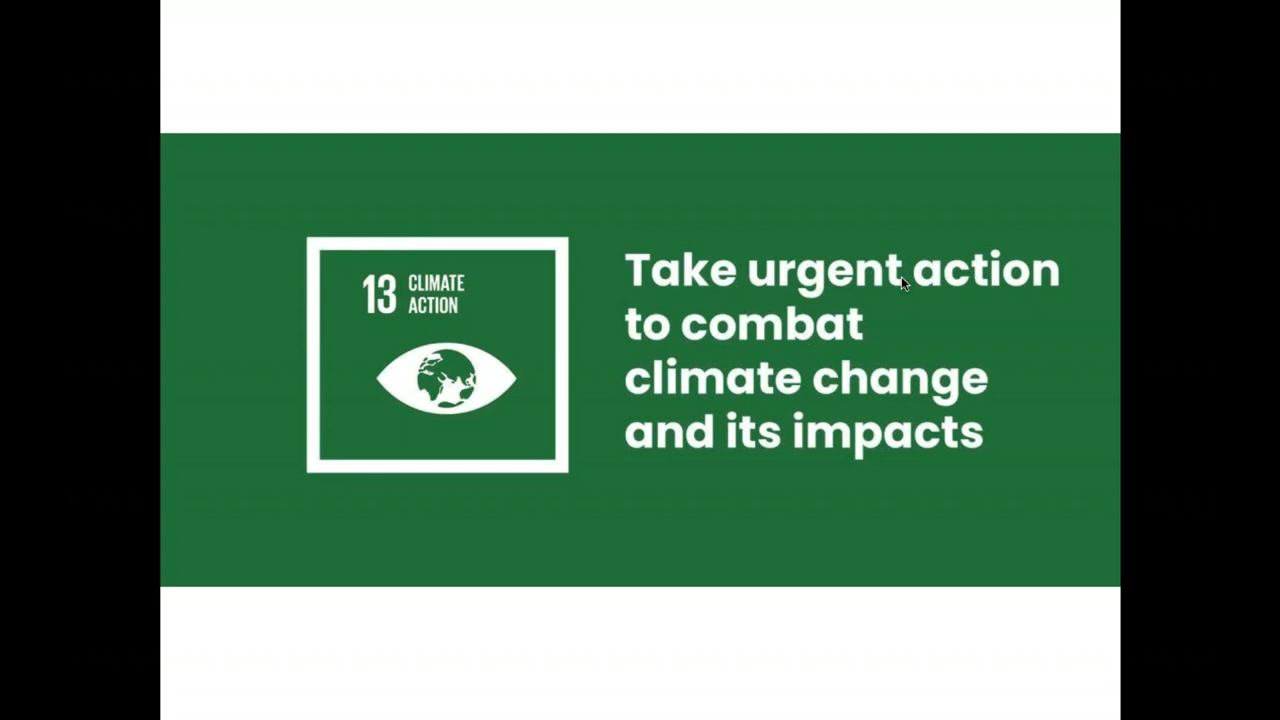 13 CLIMATE
ACTION
Take urgent action
to combat
climate change
and its impacts